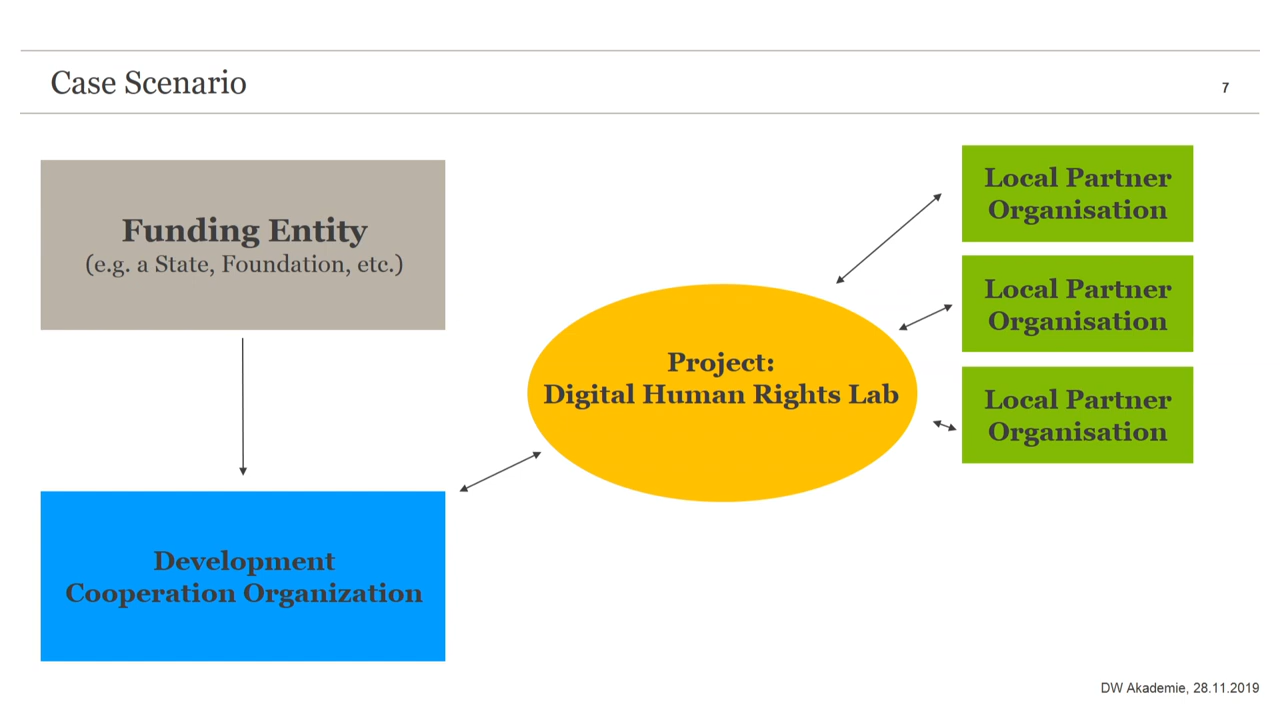 Case Scenario
7
Funding Entity
(e.g. a State, Foundation, etc.)
Development
Cooperation Organization
Project:
Digital Human Rights Lab
Local Partner
Organisation
Local Partner
Organisation
Local Partner
Organisation
DW Akademie, 28.11.2019